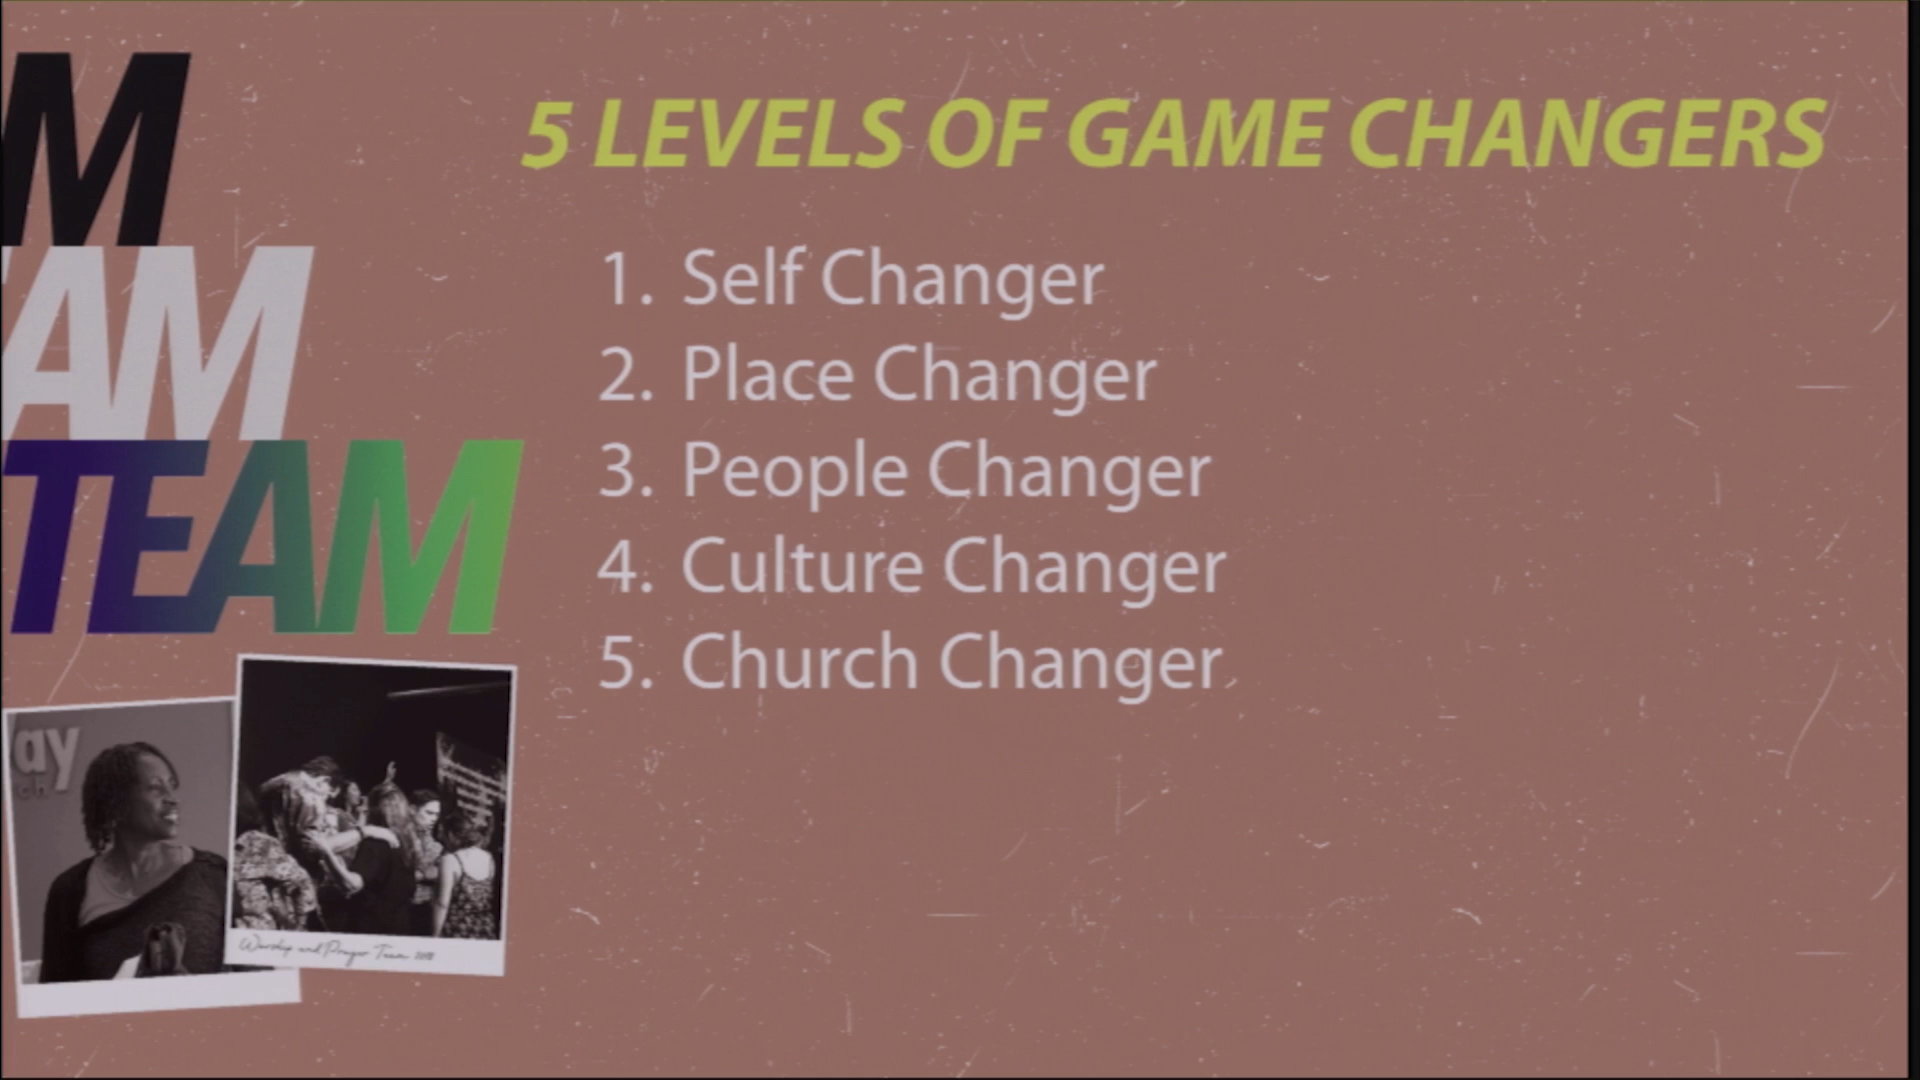 M
AM
TEAM
5 LEVELS OF GAME CHANGERS
1. Self Changer
2. Place Changer
3. People Changer
4. Culture Changer
5. Church Changer
ay
ch
Worship and Prayer Team 2018